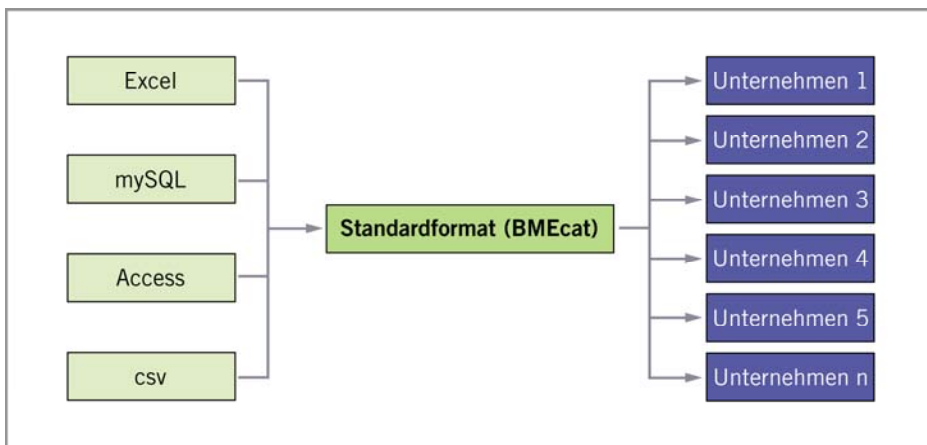 Excel
mySQL
Access
csv
Standardformat (BMEcat)
Unternehmen 1
Unternehmen 2
Unternehmen 3
Unternehmen 4
Unternehmen 5
Unternehmen n